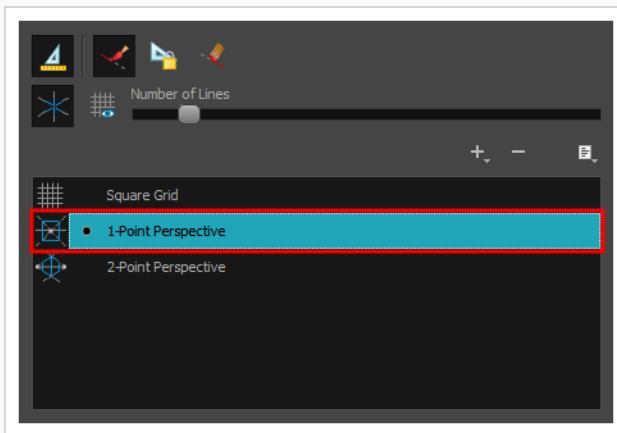 Number of Lines
Square Grid
1-Point Perspective
2-Point Perspective